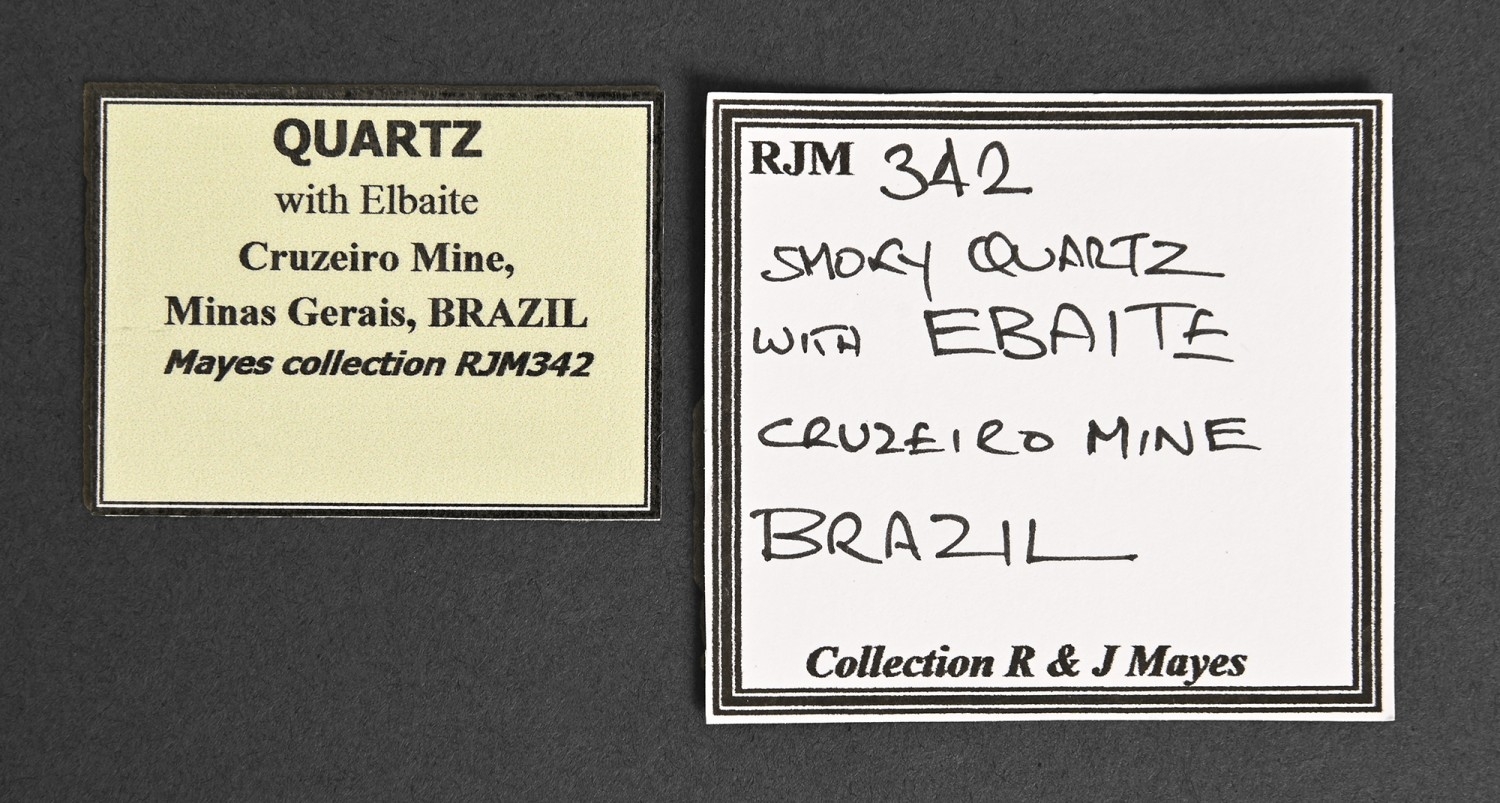 QUARTZ
with Elbaite
Cruzeiro Mine,
Minas Gerais, BRAZIL
Mayes collection RJM342
RJM 342
SMOKY QUARTZ
WITH EBAITE
CRUZEIRO MINE
BRAZIL
Collection R & J Mayes